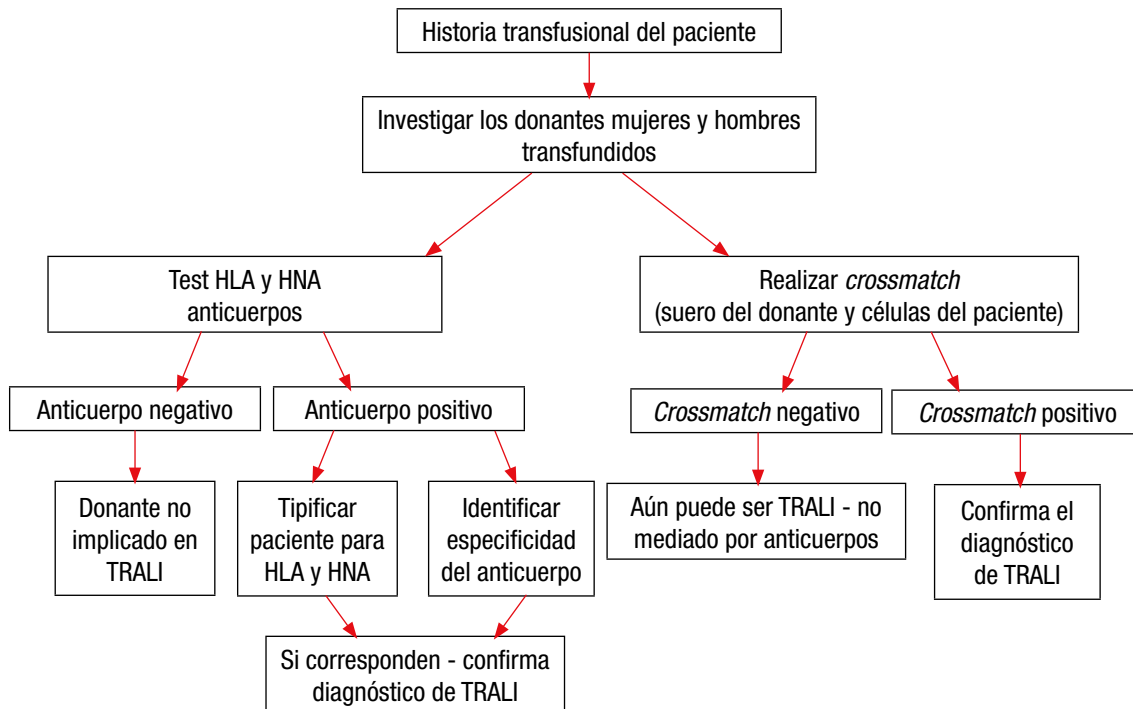 Historia transfusional del paciente
Investigar los donantes mujeres y hombres
transfundidos
Test HLA y HNA
anticuerpos
Realizar crossmatch
(suero del donante y células del paciente)
Anticuerpo negativo
Anticuerpo positivo
Crossmatch negativo
Crossmatch positivo
Donante no
implicado en
TRALI
Tipificar
paciente para
HLA y HNA
Identificar
especificidad
del anticuerpo
Aún puede ser TRALI - no
mediado por anticuerpos
Confirma el
diagnóstico
de TRALI
Si corresponden - confirma
diagnóstico de TRALI